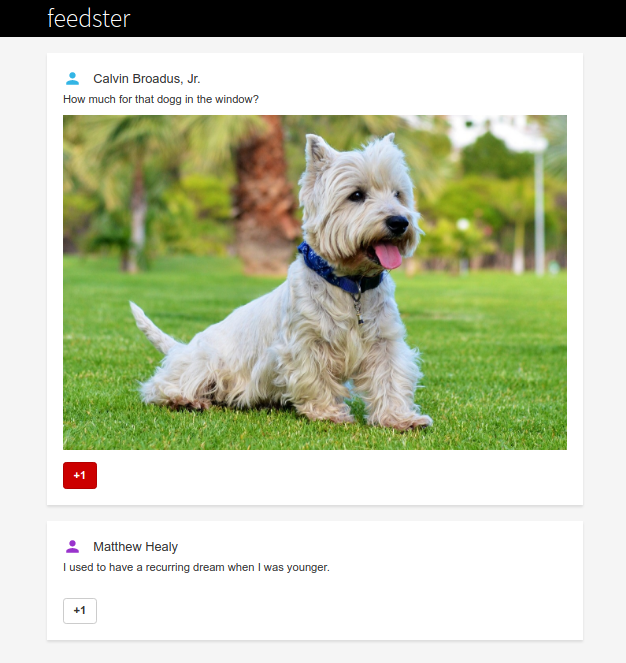 feedster
Calvin Broadus, Jr.
How much for that dogg in the window?
+1
Matthew Healy
I used to have a recurring dream when I was younger.
+1